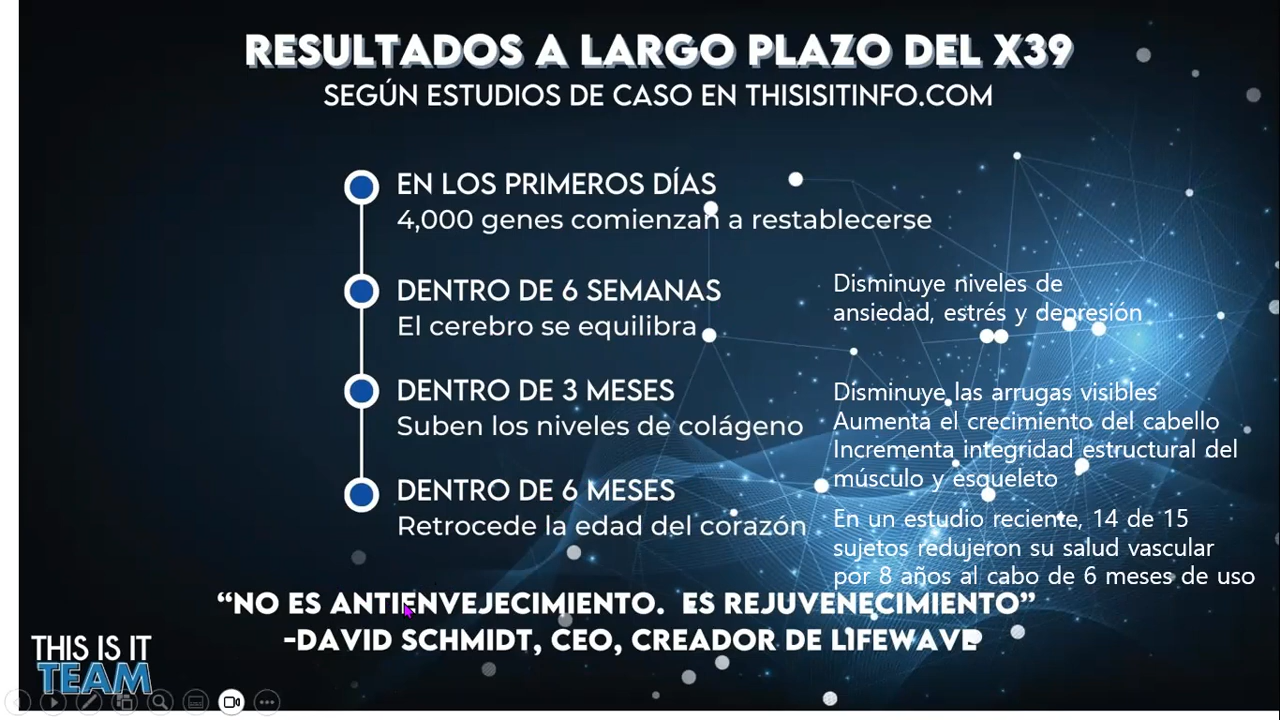 RESULTADOS A LARGO PLAZO DEL X39
SEGÚN ESTUDIOS DE CASO EN THISISITINFO.COM
EN LOS PRIMEROS DÍAS
4,000 genes comienzan a restablecerse
DENTRO DE 6 SEMANAS
El cerebro se equilibra
Disminuye niveles de
ansiedad, estrés y depresión
DENTRO DE 3 MESES
Suben los niveles de colágeno
Disminuye las arrugas visibles
Aumenta el crecimiento del cabello
Incrementa integridad estructural del
músculo y esqueleto
DENTRO DE 6 MESES
Retrocede la edad del corazón
En un estudio reciente, 14 de 15
sujetos redujeron su salud vascular
por 8 años al cabo de 6 meses de uso
“NO ES ANTIENVEJECIMIENTO. ES REJUVENECIMIENTO”
-DAVID SCHMIDT, CEO, CREADOR DE LIFEWAVE
THIS IS IT
TEAM